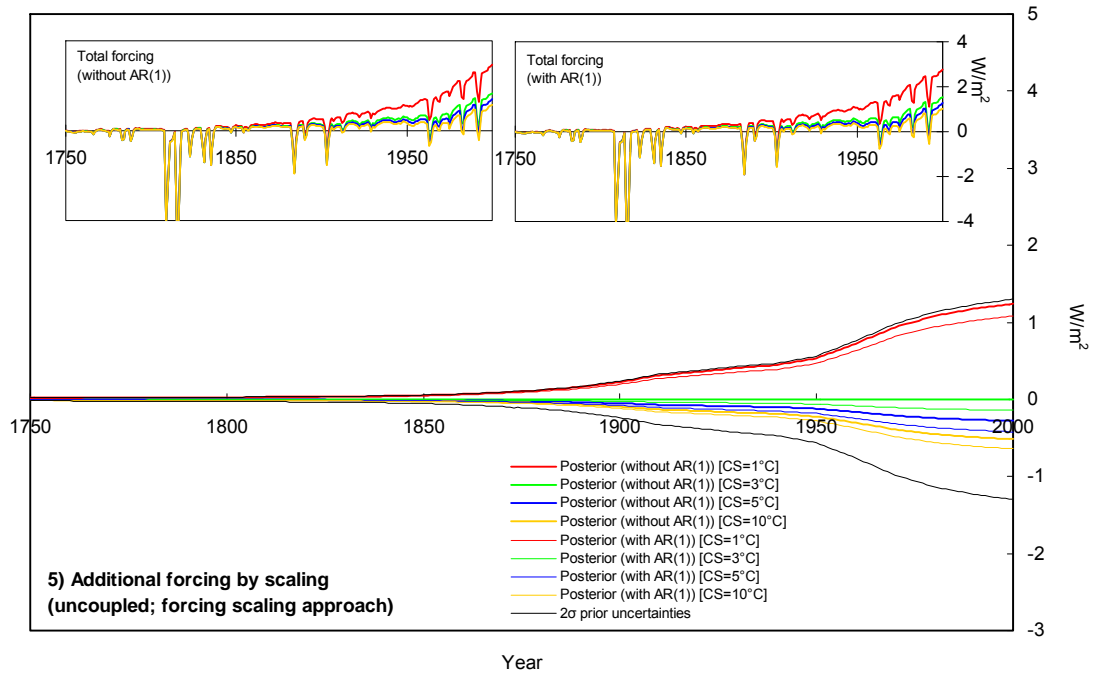 Total forcing
(without AR(1))
1750
1850
1950
Total forcing
(with AR(1))
1750
1850
1950
4
2
0
-2
-4
W/m²
5
4
3
2
1
0
-1
-2
-3
W/m²
1750
1800
1850
1900
1950
2000
Posterior (without AR(1)) [CS=1°C]
Posterior (without AR(1)) [CS=3°C]
Posterior (without AR(1)) [CS=5°C]
Posterior (without AR(1)) [CS=10°C]
Posterior (with AR(1)) [CS=1°C]
Posterior (with AR(1)) [CS=3°C]
Posterior (with AR(1)) [CS=5°C]
Posterior (with AR(1)) [CS=10°C]
2σ prior uncertainties
5) Additional forcing by scaling
(uncoupled; forcing scaling approach)
Year